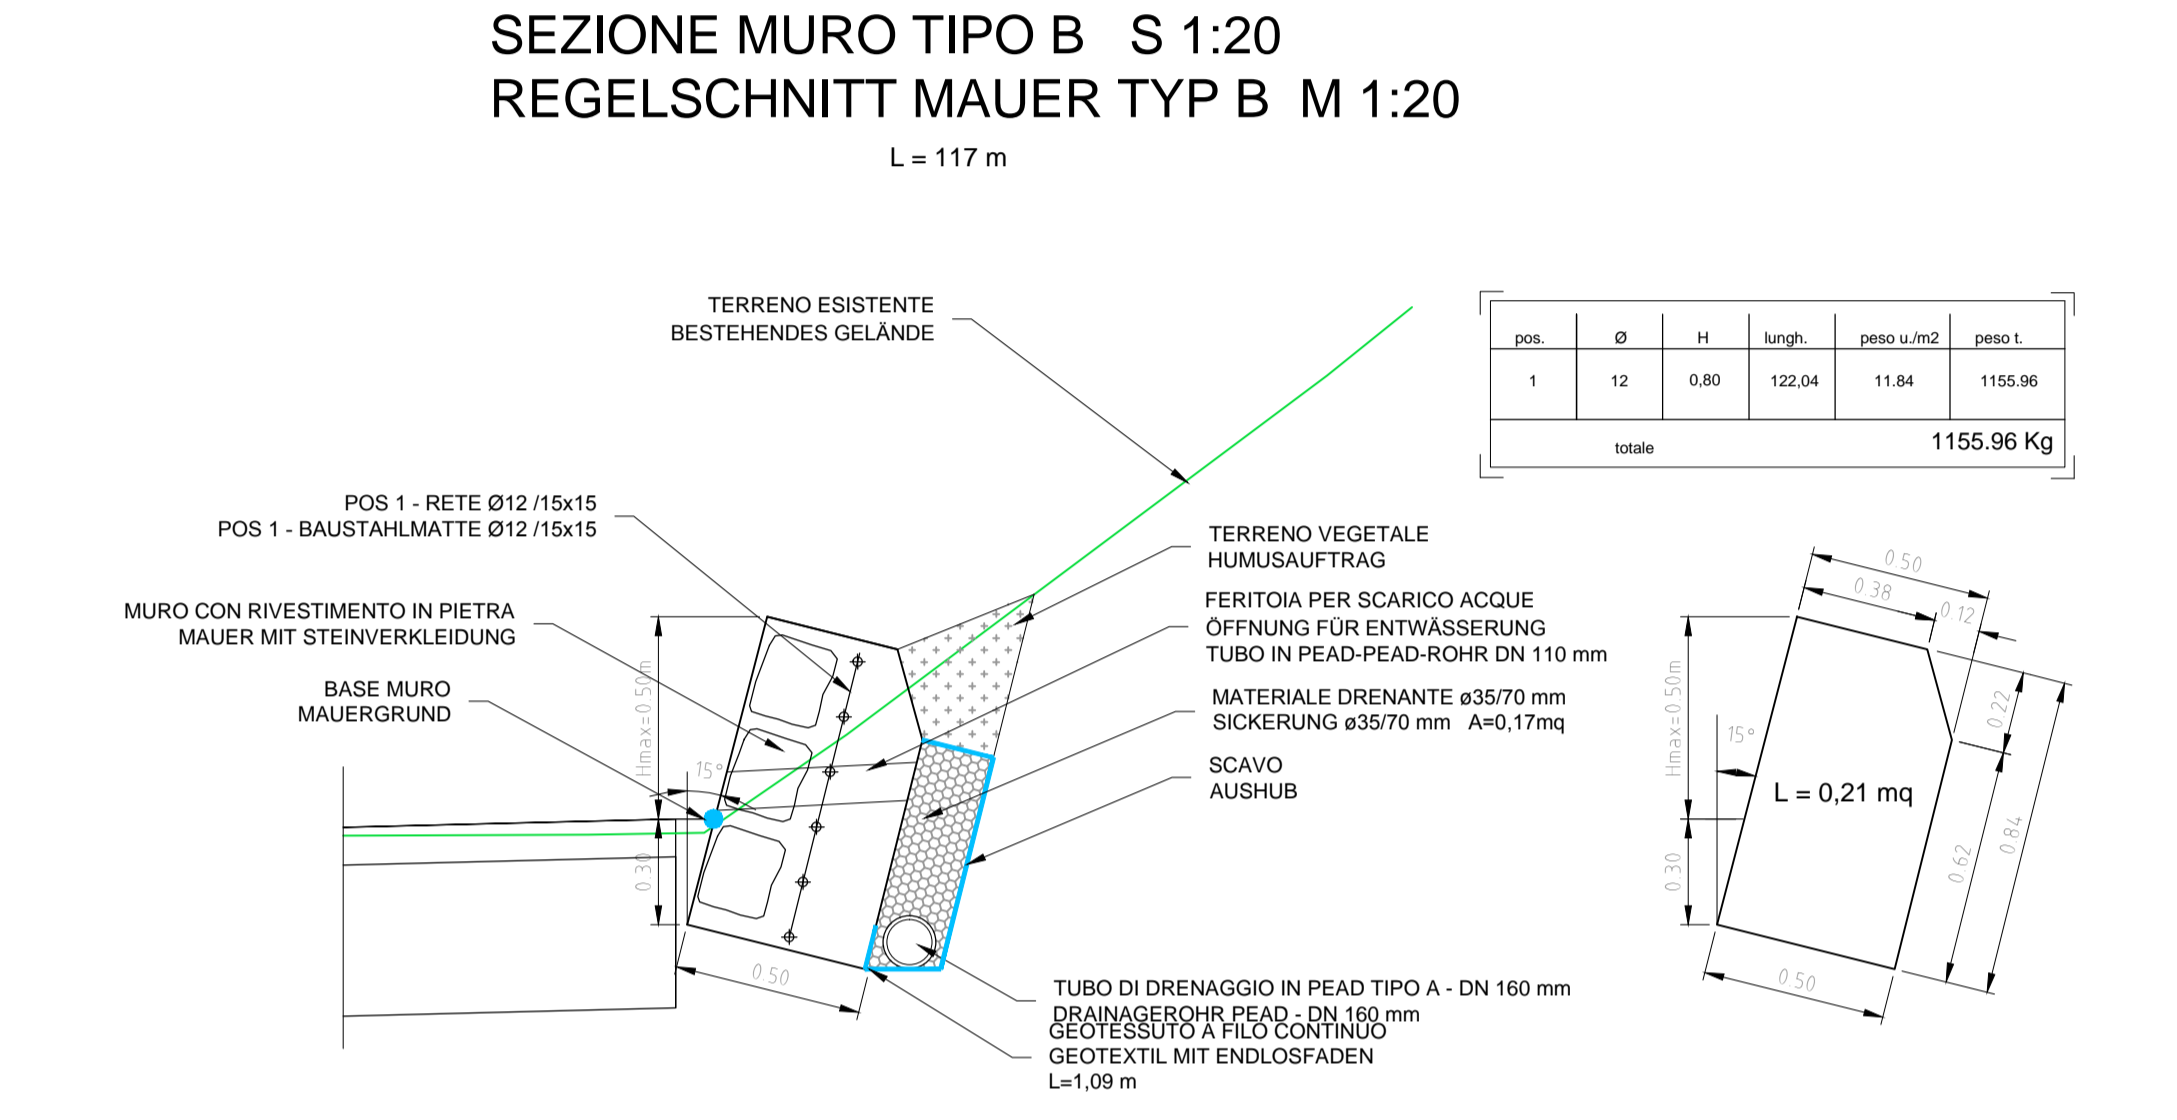 SEZIONE MURO TIPO B S 1:20
REGELSCHNITT MAUER TYP B M 1:20
L = 117 m
TERRENO ESISTENTE
BESTEHENDES GELÄNDE
pos. Ø H lungh. peso u./m2 peso t.
1 12 0,80 122,04 11.84 1155.96
totale 1155.96 Kg
POS 1 - RETE Ø12 /15x15
POS 1 - BAUSTAHLMATTE Ø12 /15x15
MURO CON RIVESTIMENTO IN PIETRA
MAUER MIT STEINVERKLEIDUNG
BASE MURO
MAUERGRUND
Hmax=0.50m
0.30
15°
0.50
TERRENO VEGETALE
HUMUSAUFTRAG
FERITOIA PER SCARICO ACQUE
ÖFFNUNG FÜR ENTWÄSSERUNG
TUBO IN PEAD-PEAD-ROHR DN 110 mm
MATERIALE DRENANTE ø35/70 mm
SICKERUNG ø35/70 mm A=0,17mq
SCAVO
AUSHUB
TUBO DI DRENAGGIO IN PEAD TIPO A - DN 160 mm
DRAINAGEROHR PEAD - DN 160 mm
GEOTESSUTO A FILO CONTINUO
GEOTEXTIL MIT ENDLOSFADEN
L=1,09 m
0.50
0.38
0.12
Hmax=0.50m
15°
0.22
L = 0,21 mq
0.84
0.62
0.30
0.50